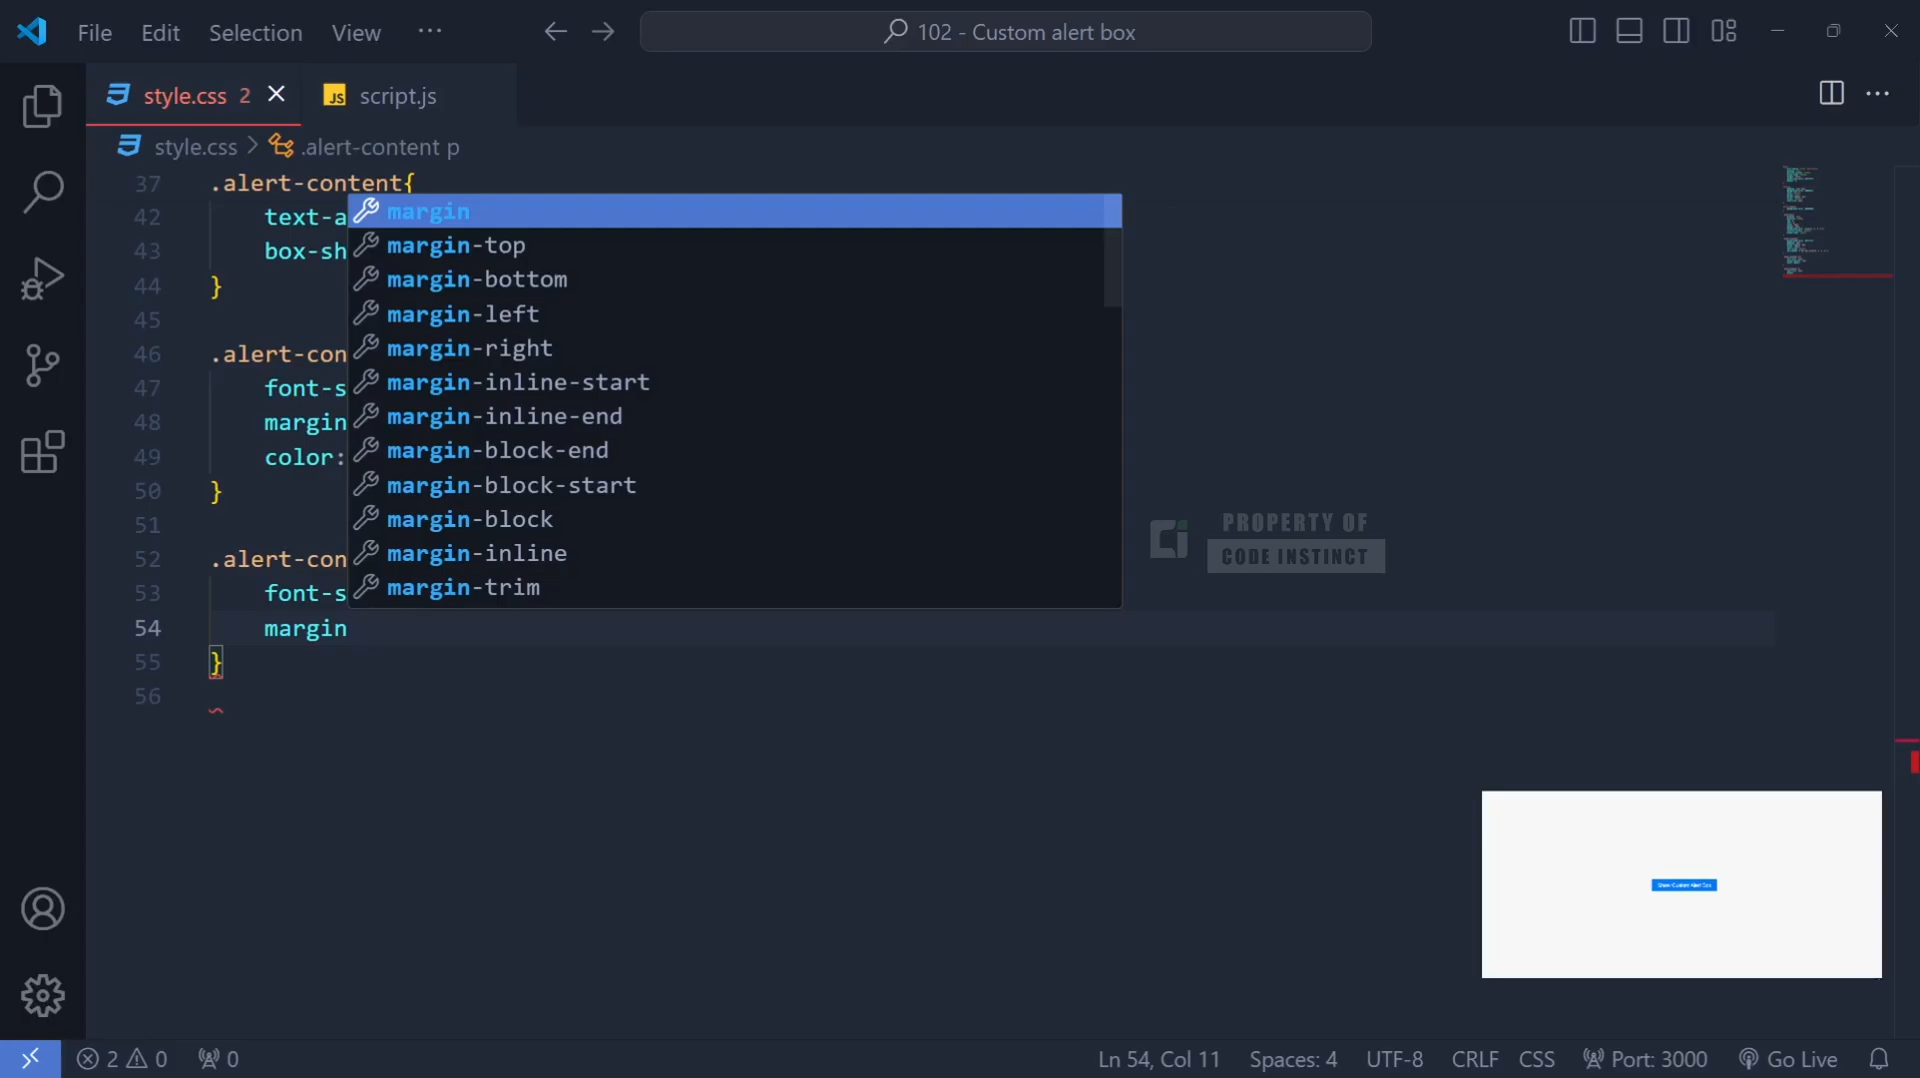 File Edit Selection View ... 102 - Custom alert box
style.css 2 JS script.js
style.css > .alert-content p
37 .alert-content{
42 text-a
43 box-sh
44 }
45
46 .alert-con
47 font-s
48 margin
49 color:
50 }
51
52 .alert-con
53 font-s
54 margin
55 }
56
margin
margin-top
margin-bottom
margin-left
margin-right
margin-inline-start
margin-inline-end
margin-block-end
margin-block-start
margin-block
margin-inline
margin-trim
PROPERTY OF
CODE INSTINCT
Show Custom Alert Box
2 0 0 Ln 54, Col 11 Spaces: 4 UTF-8 CRLF CSS Port: 3000 Go Live